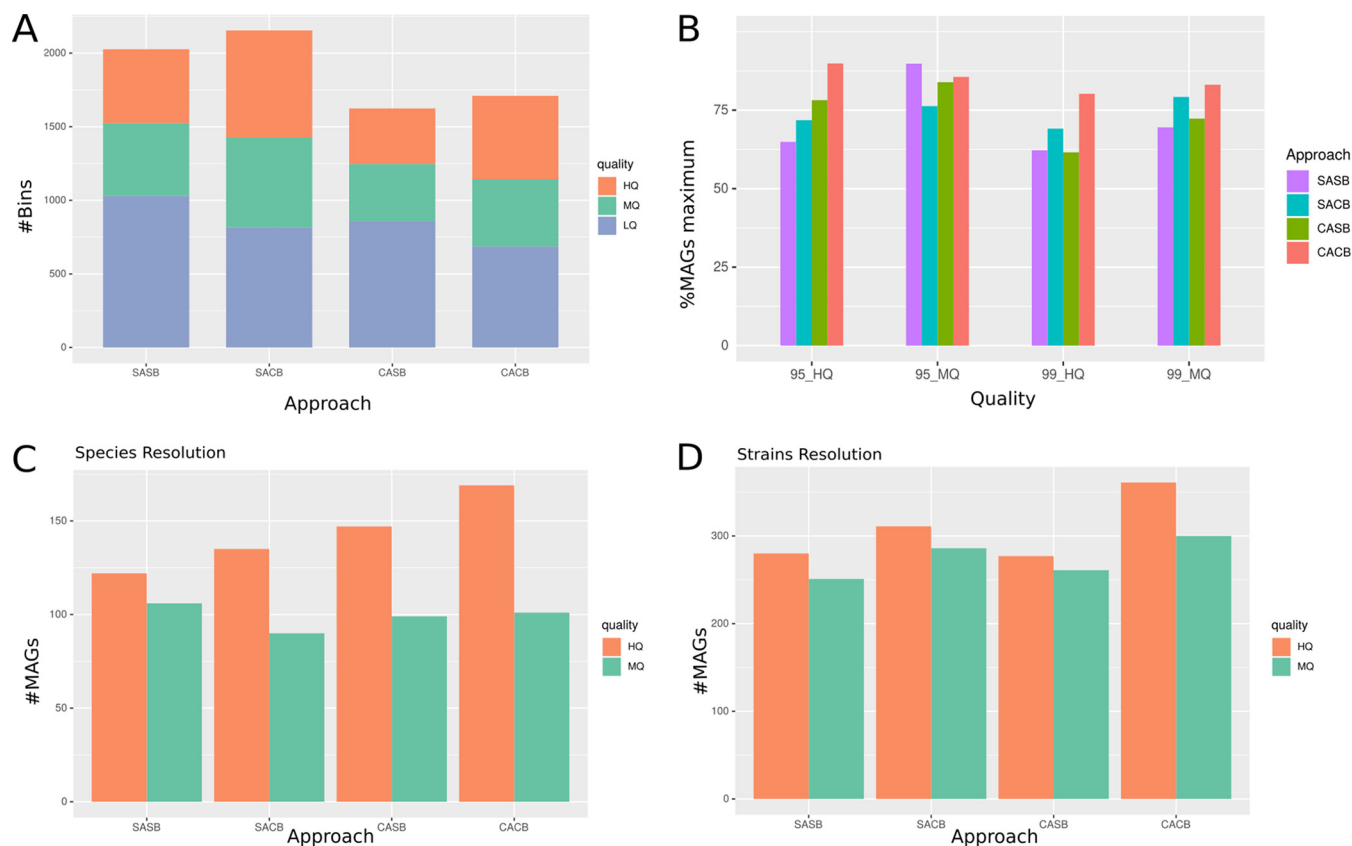 A
2000
1500
1000
500
0
#Bins
SASB SACB CASB CACB
Approach
quality
HQ
MQ
LQ
B
75
50
25
0
%MAGs maximum
95_HQ 95_MQ 99_HQ 99_MQ
Quality
Approach
SASB
SACB
CASB
CACB
C
Species Resolution
150
100
50
0
#MAGs
SASB SACB CASB CACB
Approach
quality
HQ
MQ
D
Strains Resolution
300
200
100
0
#MAGs
SASB SACB CASB CACB
Approach
quality
HQ
MQ